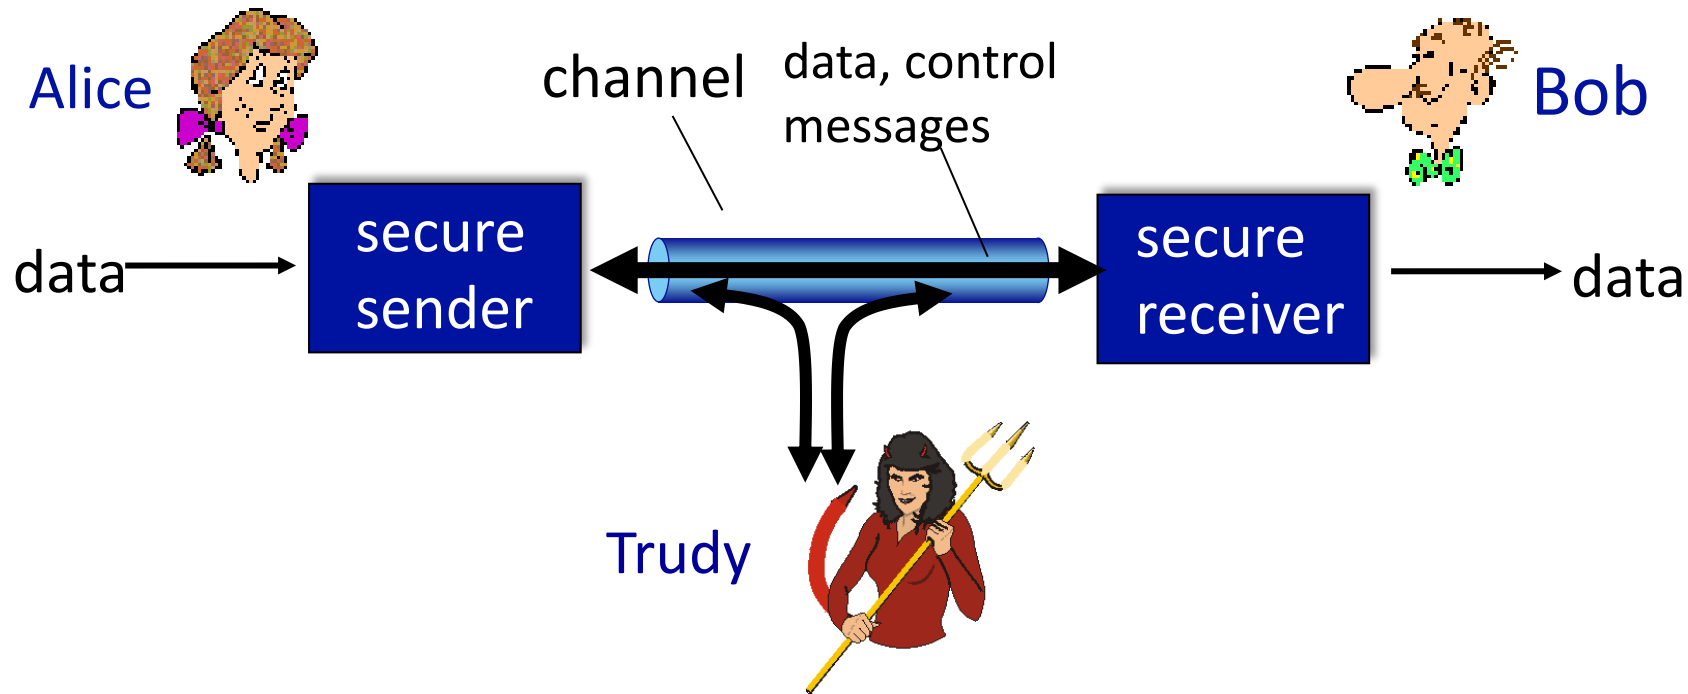 Alice
channel
data, control
messages
Bob
data
secure
sender
secure
receiver
data
Trudy